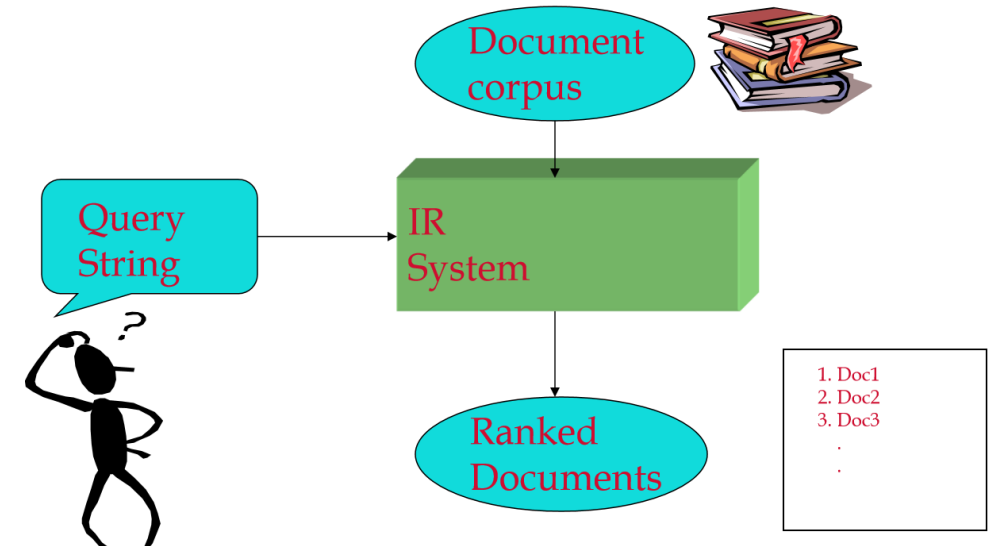 Document
corpus
Query
String
?
IR
System
Ranked
Documents
1. Doc1
2. Doc2
3. Doc3
.
.